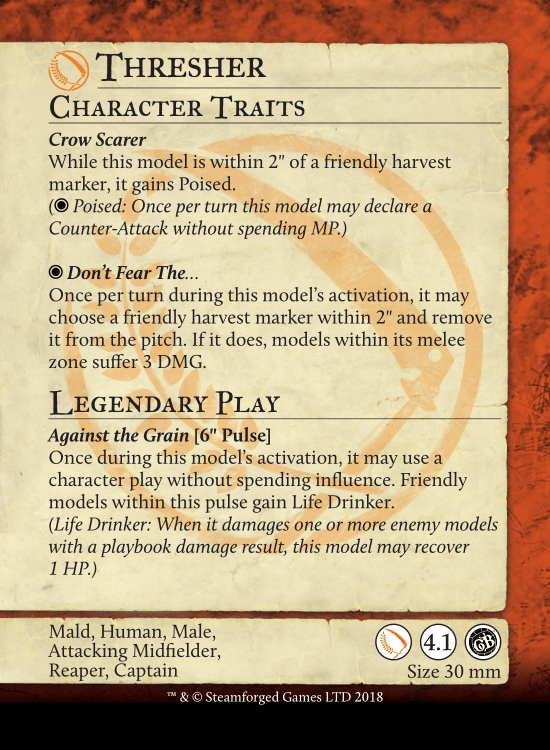 Thresher
Character Traits
Crow Scarer
While this model is within 2" of a friendly harvest
marker, it gains Poised.
(◉ Poised: Once per turn this model may declare a
Counter-Attack without spending MP.)
◉ Don't Fear The...
Once per turn during this model's activation, it may
choose a friendly harvest marker within 2" and remove
it from the pitch. If it does, models within its melee
zone suffer 3 DMG.
Legendary Play
Against the Grain [6" Pulse]
Once during this model's activation, it may use a
character play without spending influence. Friendly
models within this pulse gain Life Drinker.
(Life Drinker: When it damages one or more enemy models
with a playbook damage result, this model may recover
1 HP.)
Mald, Human, Male,
Attacking Midfielder,
Reaper, Captain
4.1
GB
Size 30 mm
™ & © Steamforged Games LTD 2018